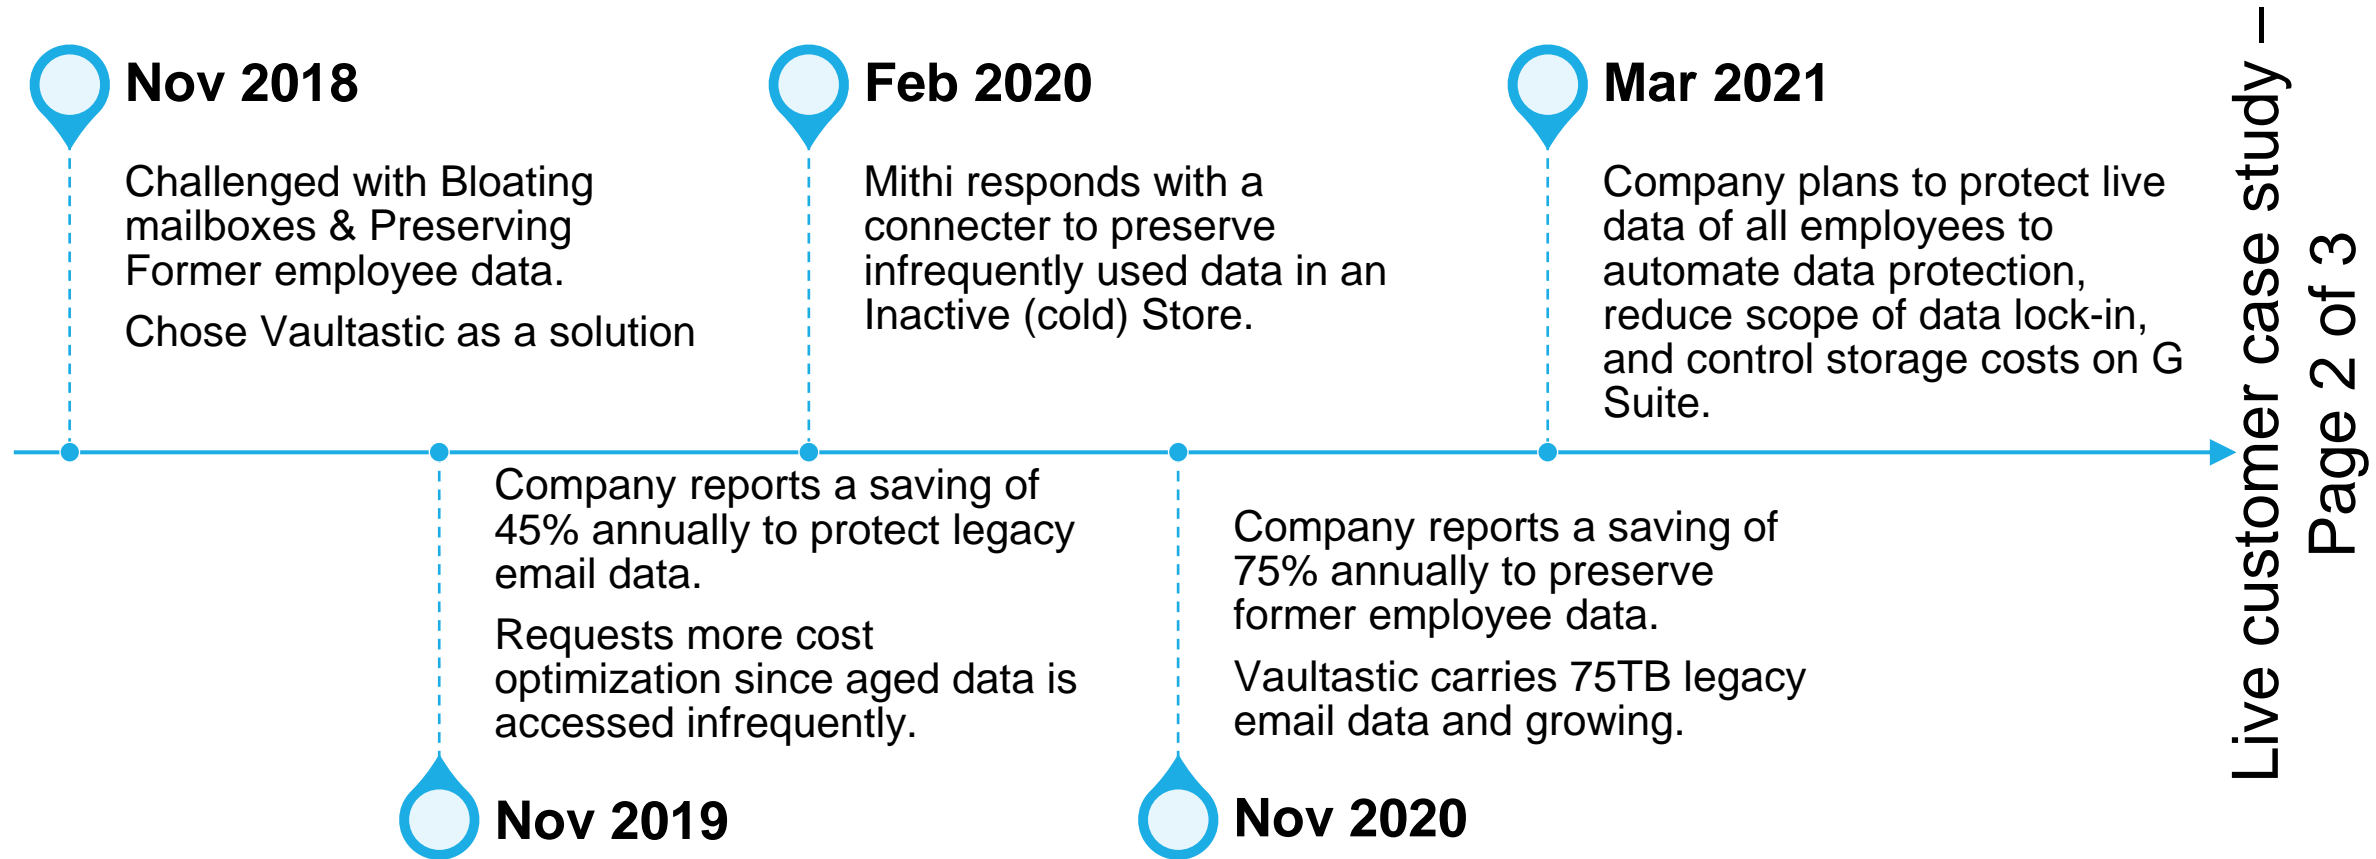 Nov 2018
Challenged with Bloating
mailboxes & Preserving
Former employee data.
Chose Vaultastic as a solution
Company reports a saving of
45% annually to protect legacy
email data.
Requests more cost
optimization since aged data is
accessed infrequently.
Nov 2019
Feb 2020
Mithi responds with a
connecter to preserve
infrequently used data in an
Inactive (cold) Store.
Company reports a saving of
75% annually to preserve
former employee data.
Vaultastic carries 75TB legacy
email data and growing.
Nov 2020
Mar 2021
Company plans to protect live
data of all employees to
automate data protection,
reduce scope of data lock-in,
and control storage costs on G
Suite.
Live customer case study –
Page 2 of 3